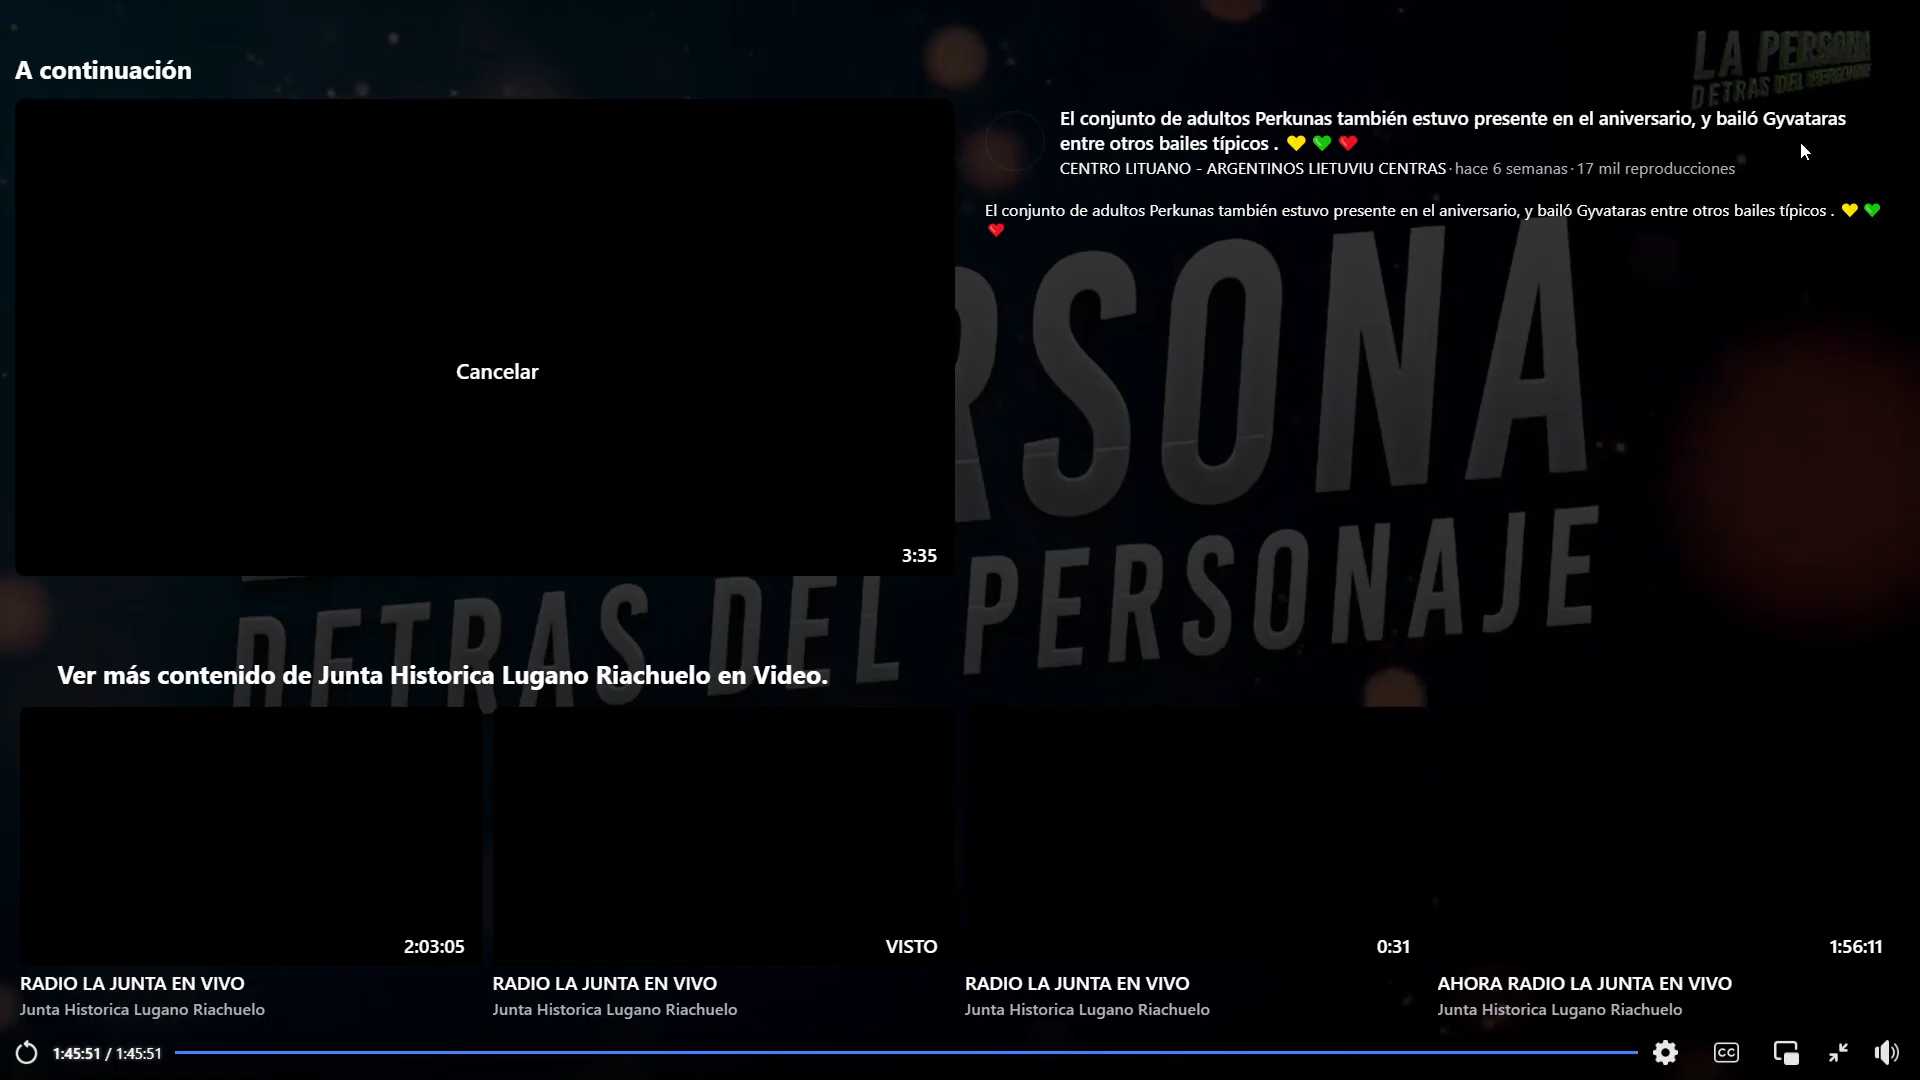 LA PERSONA
DETRAS DEL PERSONAJE
A continuación
El conjunto de adultos Perkunas también estuvo presente en el aniversario, y bailó Gyvataras
entre otros bailes típicos . 💛 💚 ❤️
CENTRO LITUANO - ARGENTINOS LIETUVIU CENTRAS · hace 6 semanas · 17 mil reproducciones
El conjunto de adultos Perkunas también estuvo presente en el aniversario, y bailó Gyvataras entre otros bailes típicos . 💛 💚
❤️
Cancelar
3:35
RSONA
DETRAS DEL PERSONAJE
Ver más contenido de Junta Historica Lugano Riachuelo en Video.
2:03:05
VISTO
0:31
1:56:11
RADIO LA JUNTA EN VIVO
Junta Historica Lugano Riachuelo
RADIO LA JUNTA EN VIVO
Junta Historica Lugano Riachuelo
RADIO LA JUNTA EN VIVO
Junta Historica Lugano Riachuelo
AHORA RADIO LA JUNTA EN VIVO
Junta Historica Lugano Riachuelo
1:45:51 / 1:45:51
CC